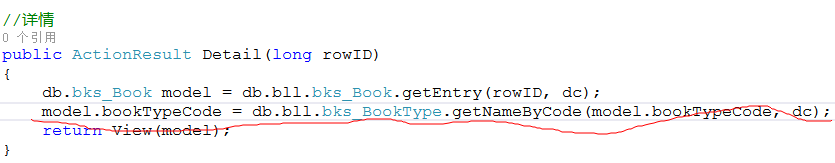 //详情
0 个引用
public ActionResult Detail(long rowID)
{
    db.bks_Book model = db.bll.bks_Book.getEntry(rowID, dc);
    model.bookTypeCode = db.bll.bks_BookType.getNameByCode(model.bookTypeCode, dc);
    return View(model);
}